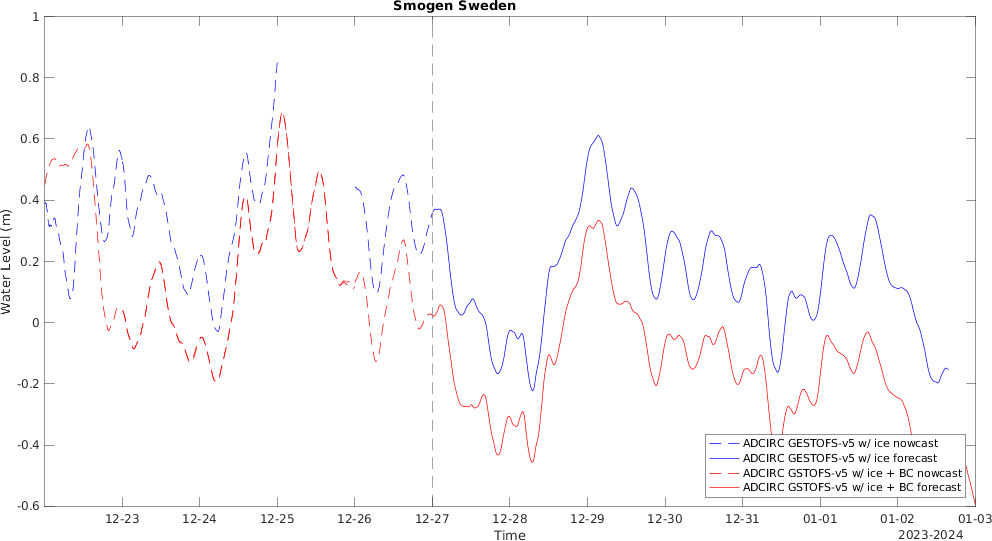 Smogen Sweden
1
0.8
0.6
0.4
0.2
0
-0.2
-0.4
-0.6
Water Level (m)
ADCIRC GESTOFS-v5 w/ ice nowcast
ADCIRC GESTOFS-v5 w/ ice forecast
ADCIRC GSTOFS-v5 w/ ice + BC nowcast
ADCIRC GSTOFS-v5 w/ ice + BC forecast
12-23 12-24 12-25 12-26 12-27 12-28 12-29 12-30 12-31 01-01 01-02 01-03
Time
2023-2024